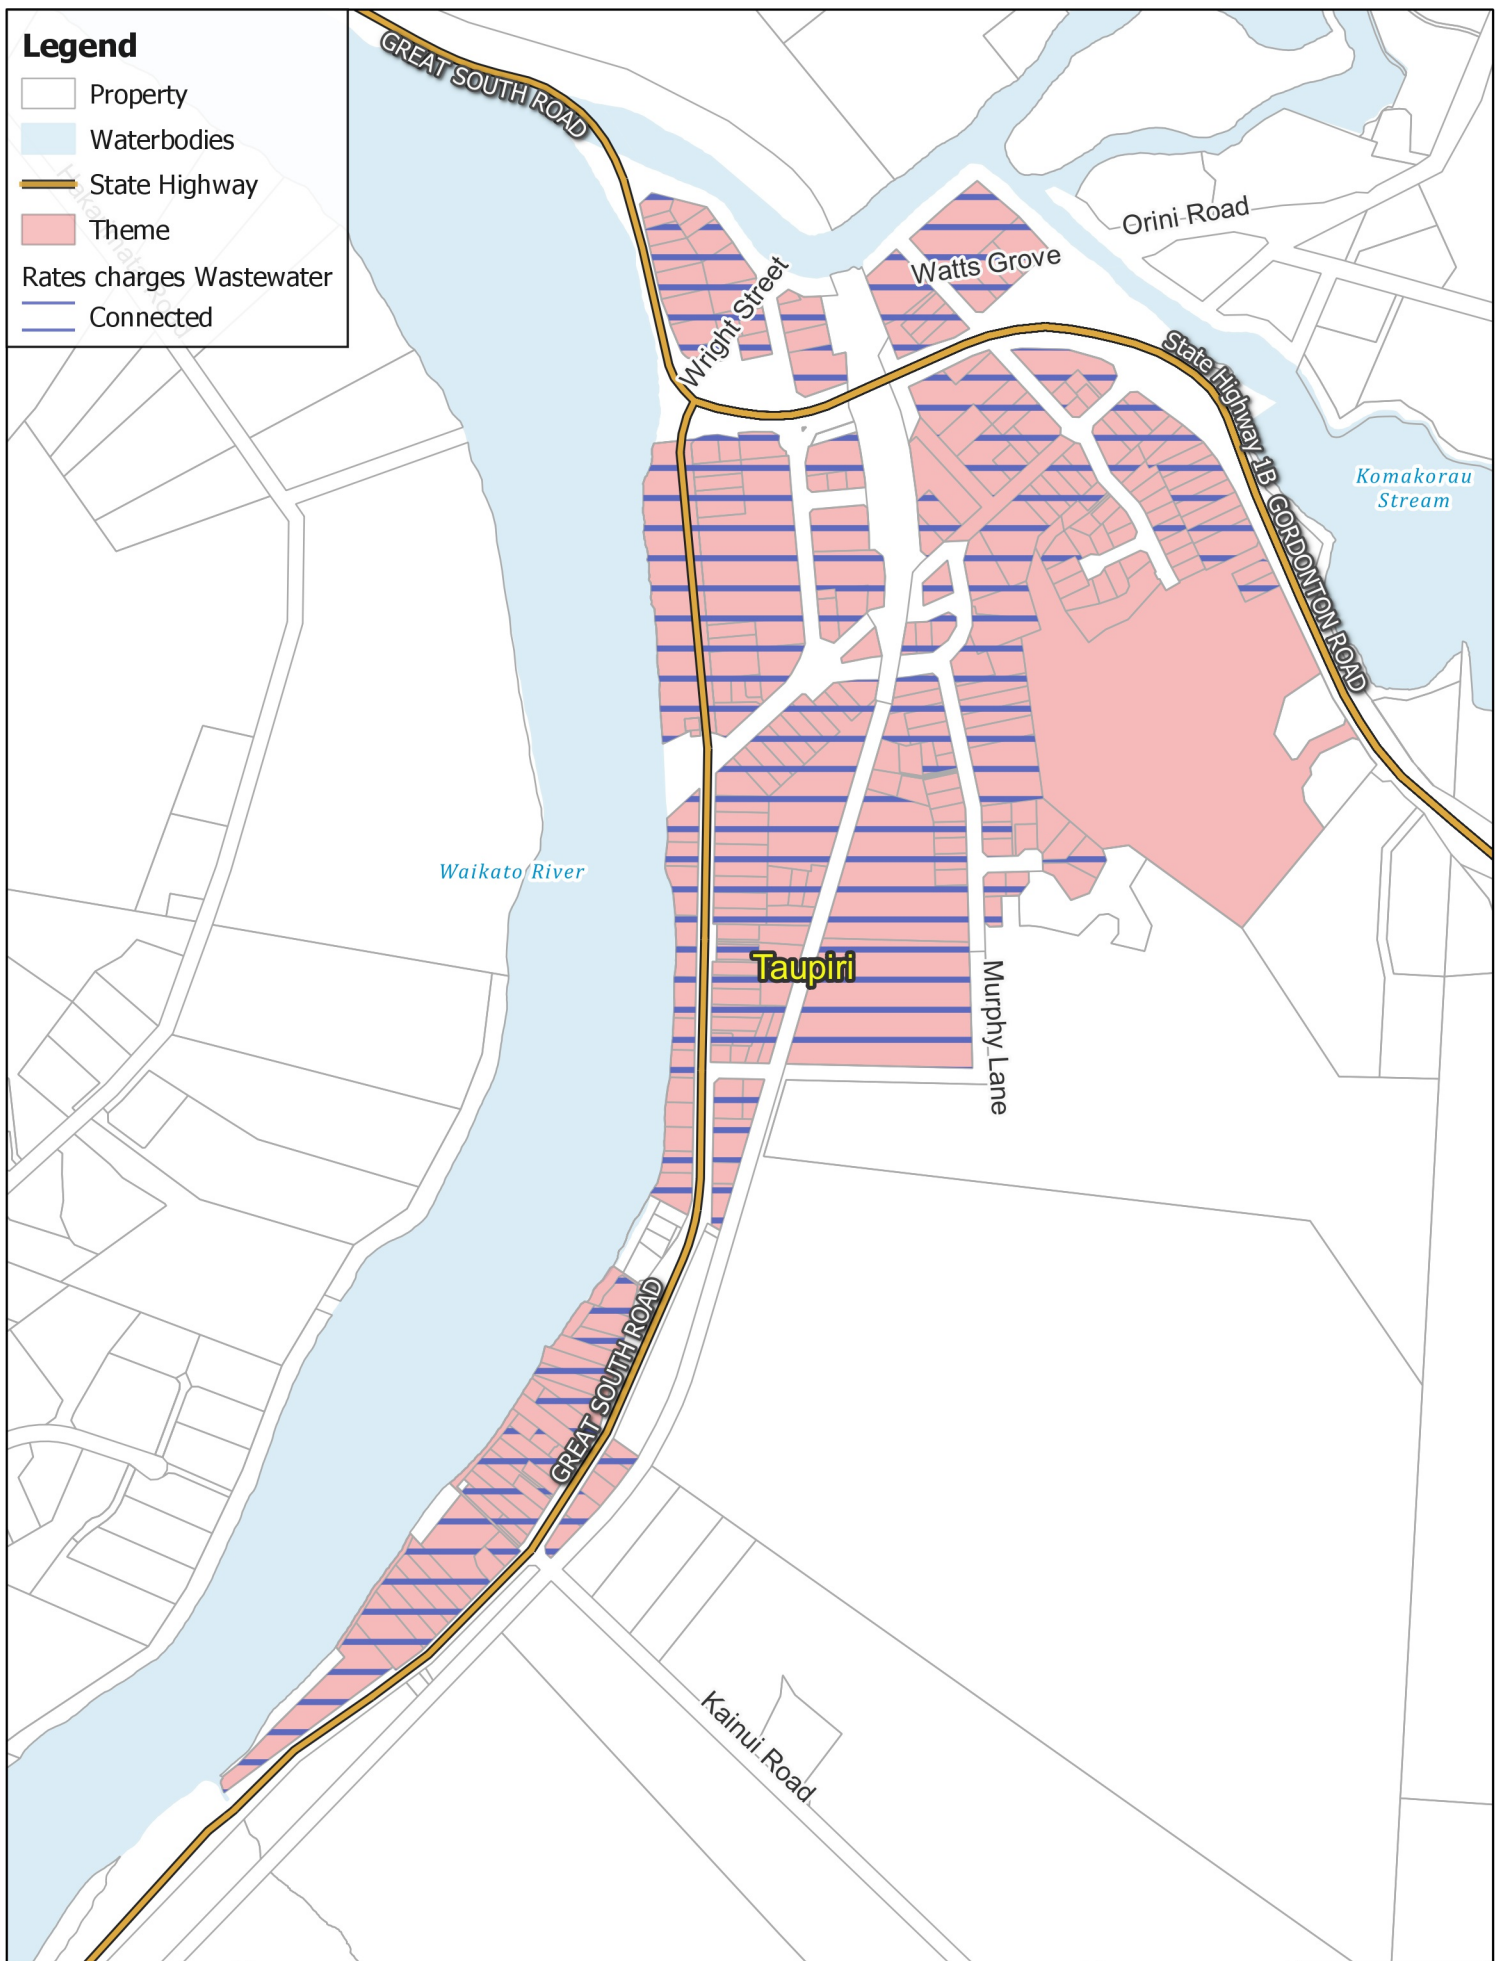 Legend
Property
Waterbodies
State Highway
Theme
Rates charges Wastewater
Connected
GREAT SOUTH ROAD
Orini Road
Watts Grove
Wright Street
State Highway 1B GORDONTON ROAD
Komakorau
Stream
Waikato River
Taupiri
Murphy Lane
GREAT SOUTH ROAD
Kainui Road